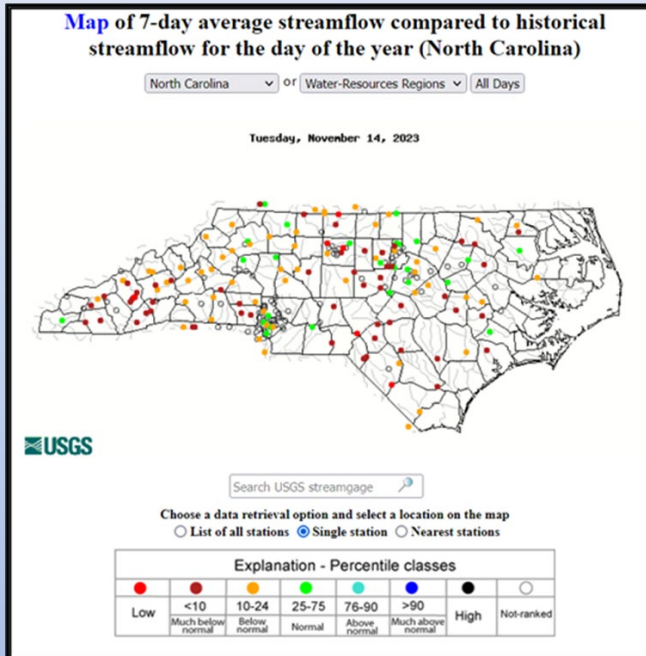 Map of 7-day average streamflow compared to historical
streamflow for the day of the year (North Carolina)
North Carolina or Water-Resources Regions All Days
Tuesday, November 14, 2023
USGS
Search USGS streamgage
Choose a data retrieval option and select a location on the map
List of all stations Single station Nearest stations
Explanation - Percentile classes
Low <10 10-24 25-75 76-90 >90 High Not-ranked
Much below normal Below normal Normal Above normal Much above normal